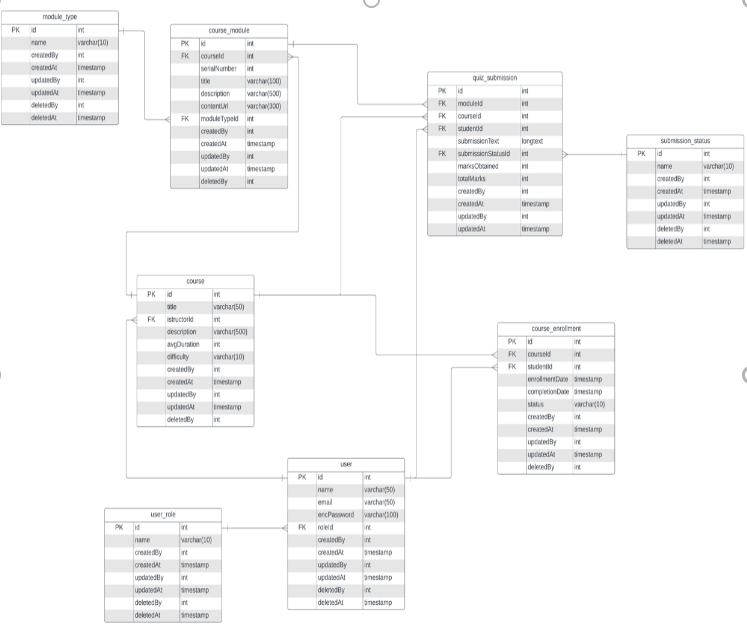 module_type
PK id int
name varchar(10)
createdBy int
createdAt timestamp
updatedBy int
updatedAt timestamp
deletedBy int
deletedAt timestamp
course_module
PK id int
FK courseId int
serialNumber int
title varchar(100)
description varchar(500)
contentUrl varchar(300)
FK moduleTypeId int
createdBy int
createdAt timestamp
updatedBy int
updatedAt timestamp
deletedBy int
quiz_submission
PK id int
FK moduleId int
FK courseId int
FK studentId int
submissionText longtext
FK submissionStatusId int
marksObtained int
totalMarks int
createdBy int
createdAt timestamp
updatedBy int
updatedAt timestamp
submission_status
PK id int
name varchar(10)
createdBy int
createdAt timestamp
updatedBy int
updatedAt timestamp
deletedBy int
deletedAt timestamp
course
PK id int
title varchar(50)
FK istructorId int
description varchar(500)
avgDuration int
difficulty varchar(10)
createdBy int
createdAt timestamp
updatedBy int
updatedAt timestamp
deletedBy int
course_enrollment
PK id int
FK courseId int
FK studentId int
enrollmentDate timestamp
completionDate timestamp
status varchar(10)
createdBy int
createdAt timestamp
updatedBy int
updatedAt timestamp
deletedBy int
user
PK id int
name varchar(50)
email varchar(50)
encPassword varchar(100)
FK roleId int
createdBy int
createdAt timestamp
updatedBy int
updatedAt timestamp
deletedBy int
deletedAt timestamp
user_role
PK id int
name varchar(10)
createdBy int
createdAt timestamp
updatedBy int
updatedAt timestamp
deletedBy int
deletedAt timestamp